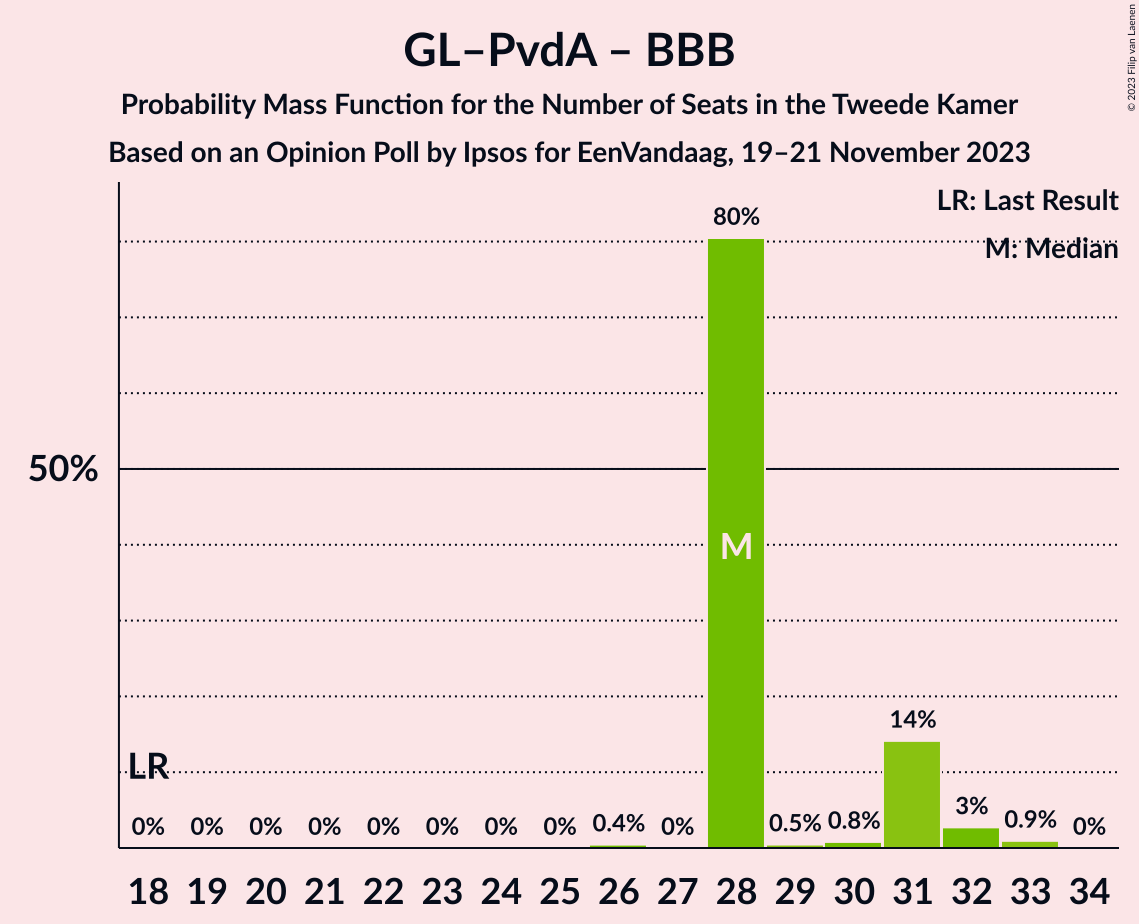 GL–PvdA – BBB
Probability Mass Function for the Number of Seats in the Tweede Kamer
Based on an Opinion Poll by Ipsos for EenVandaag, 19–21 November 2023
© 2023 Filip van Laenen
LR: Last Result
M: Median
80%
50%
M
14%
LR
0% 0% 0% 0% 0% 0% 0% 0% 0.4% 0% 0.5% 0.8% 3% 0.9% 0%
18 19 20 21 22 23 24 25 26 27 28 29 30 31 32 33 34